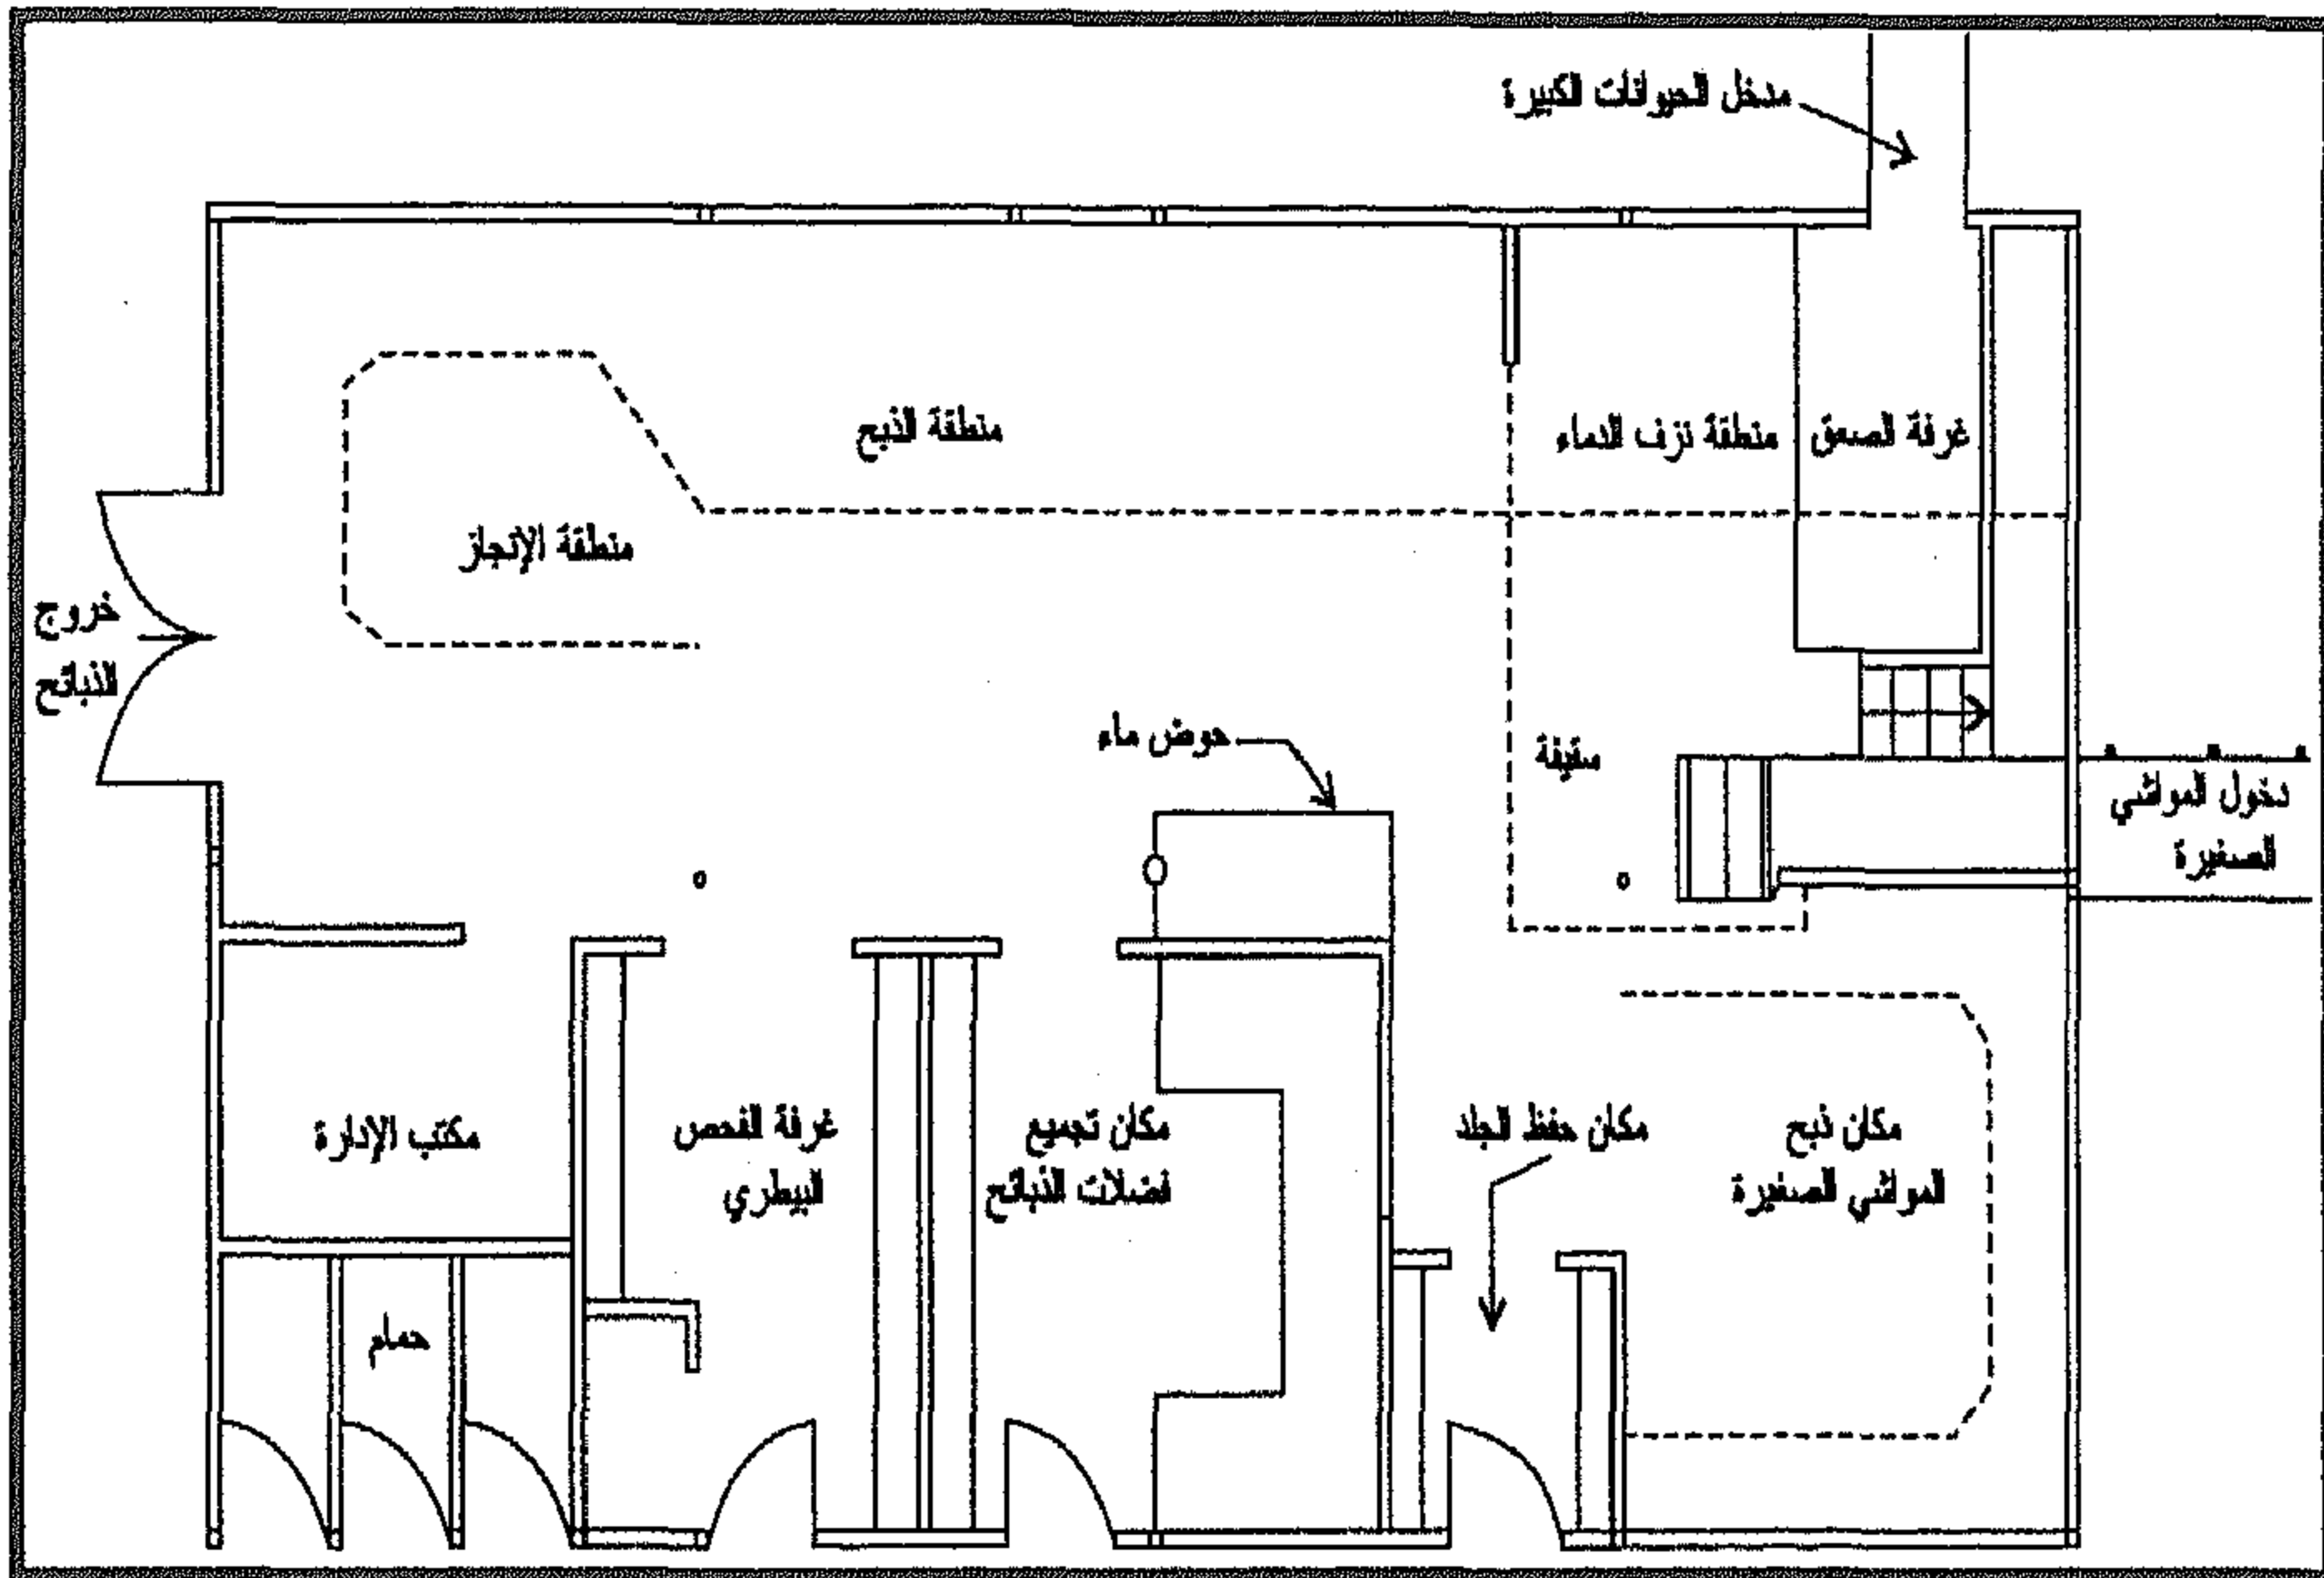 مدخل الحيوانات الكبيرة
غرفة الصعق
منطقة نزف الدماء
منطقة الذبح
منطقة الإنجاز
خروج
الذبائح
حوض ماء
سقيفة
دخول المواشي
الصغيرة
مكان ذبح
المواشي الصغيرة
مكان حفظ الجلد
مكان تجميع
فضلات الذبائح
غرفة الفحص
البيطري
مكتب الإدارة
حمام